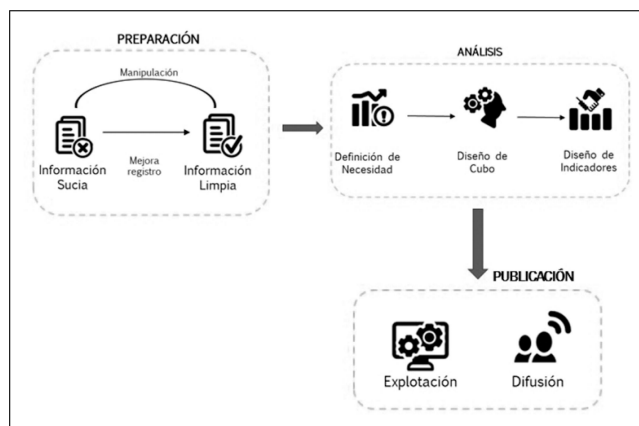 PREPARACIÓN
Manipulación
Mejora
registro
Información
Sucia
Información
Limpia
ANÁLISIS
Definición de
Necesidad
Diseño de
Cubo
Diseño de
Indicadores
PUBLICACIÓN
Explotación
Difusión